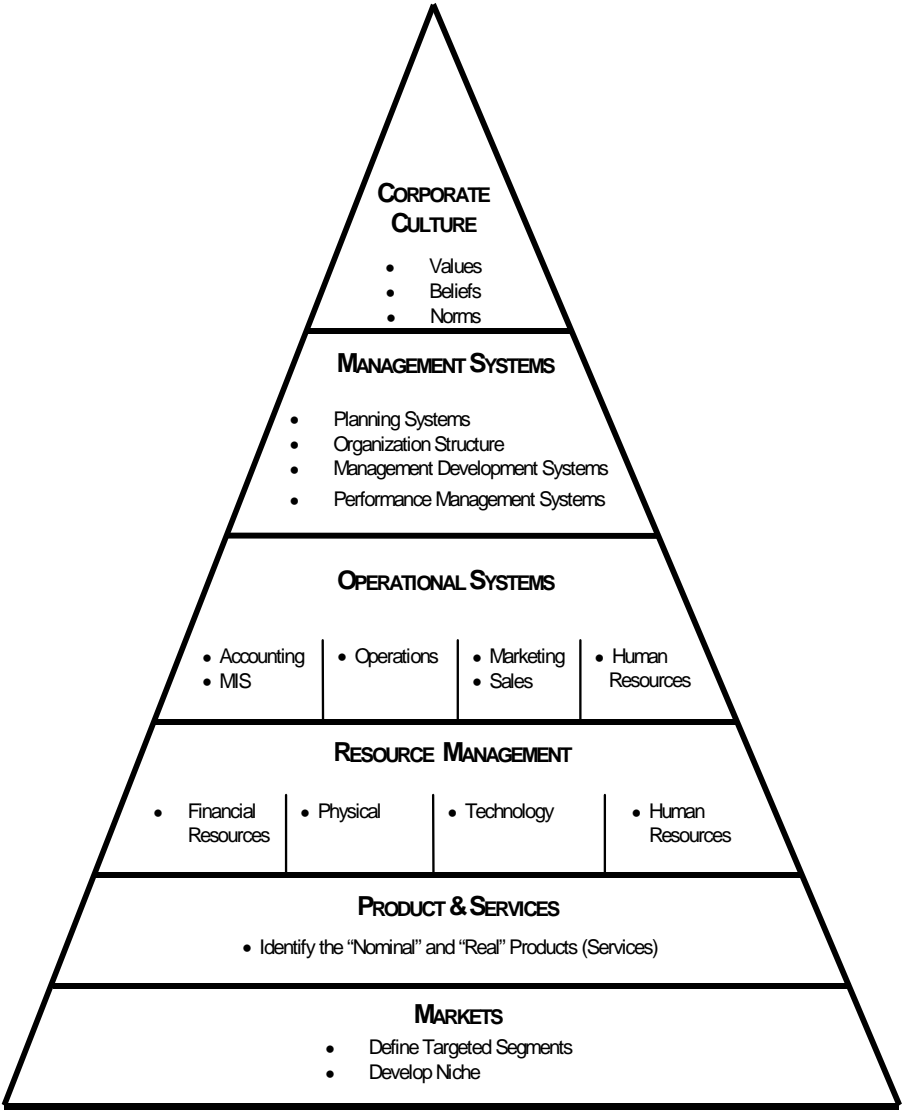 CORPORATE
CULTURE
• Values
• Beliefs
• Norms
MANAGEMENT SYSTEMS
• Planning Systems
• Organization Structure
• Management Development Systems
• Performance Management Systems
OPERATIONAL SYSTEMS
• Accounting
• MIS
• Operations
• Marketing
• Sales
• Human
Resources
RESOURCE MANAGEMENT
• Financial
Resources
• Physical
• Technology
• Human
Resources
PRODUCT & SERVICES
• Identify the “Nominal” and “Real” Products (Services)
MARKETS
• Define Targeted Segments
• Develop Niche